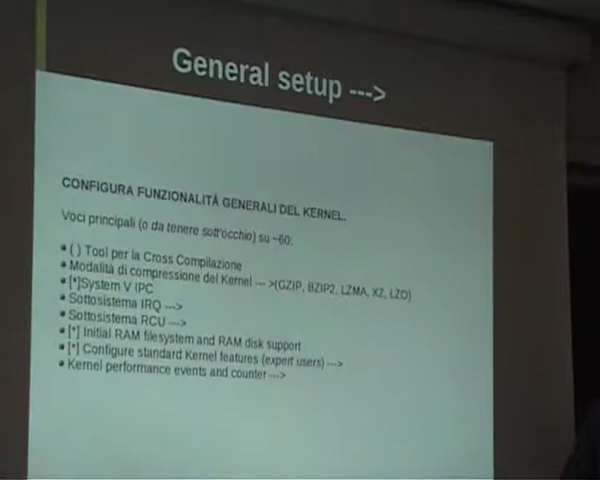 General setup --->
CONFIGURA FUNZIONALITÀ GENERALI DEL KERNEL.
Voci principali (o da tenere sott'occhio) su ~60:
• ( ) Tool per la Cross Compilazione
• Modalità di compressione del Kernel --- >(GZIP, BZIP2, LZMA, XZ, LZO)
• [*]System V IPC
• Sottosistema IRQ --->
• Sottosistema RCU --->
• [*] Initial RAM filesystem and RAM disk support
• [*] Configure standard Kernel features (expert users) --->
• Kernel performance events and counter --->